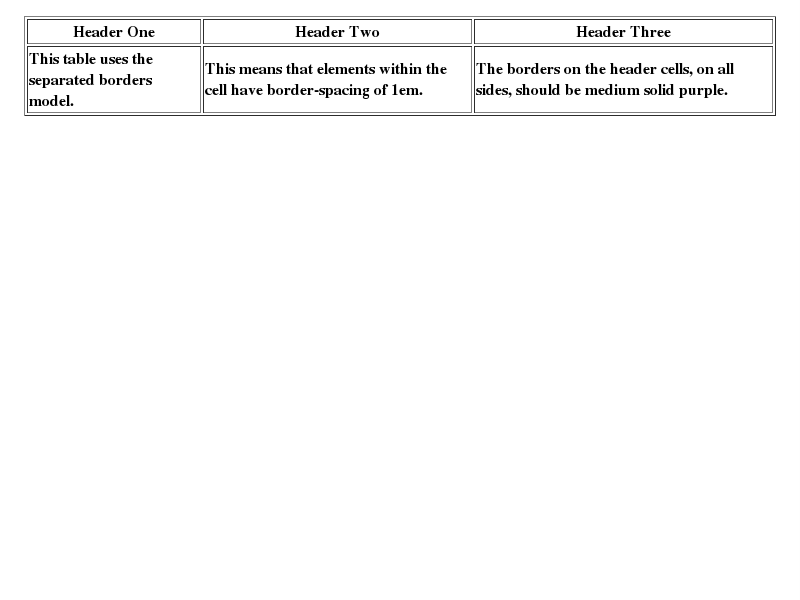 Header One
Header Two
Header Three
This table uses the
separated borders
model.
This means that elements within the
cell have border-spacing of 1em.
The borders on the header cells, on all
sides, should be medium solid purple.